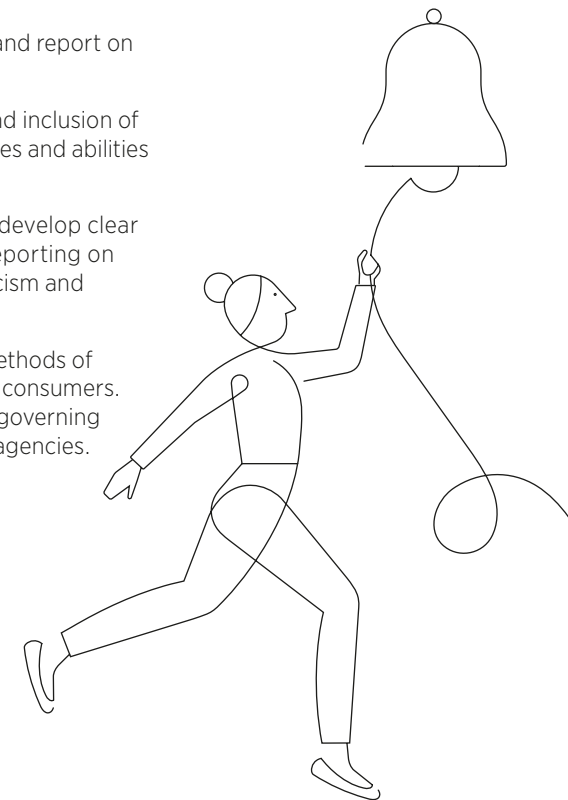 and report on
nd inclusion of
es and abilities
develop clear
eporting on
cism and
ethods of
consumers.
governing
agencies.